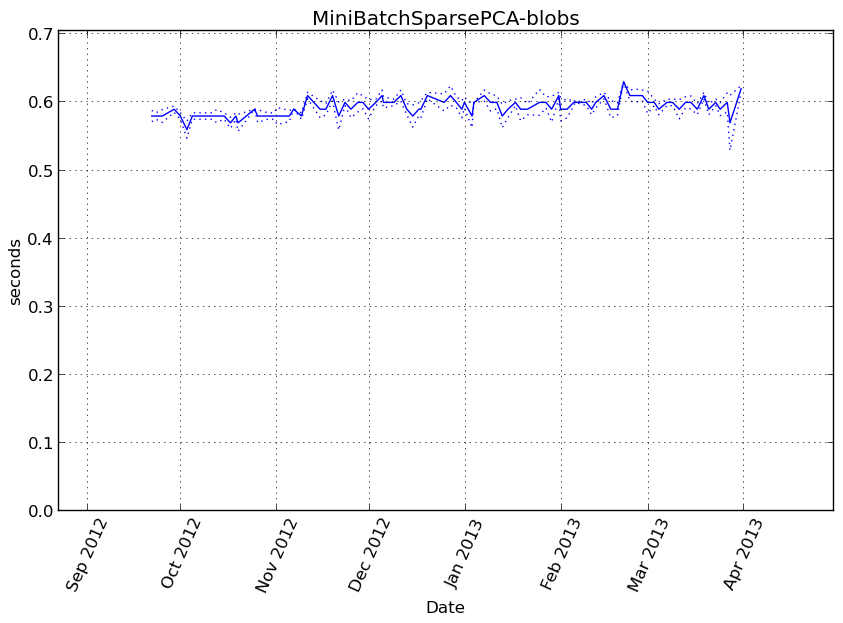 MiniBatchSparsePCA-blobs
0.7
0.6
0.5
0.4
0.3
0.2
0.1
0.0
seconds
Sep 2012
Oct 2012
Nov 2012
Dec 2012
Jan 2013
Feb 2013
Mar 2013
Apr 2013
Date